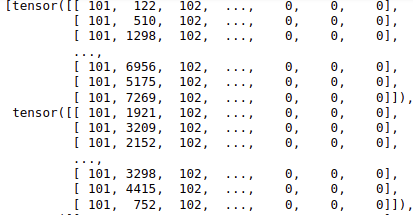 [tensor([[ 101, 122, 102, ..., 0, 0, 0],
[ 101, 510, 102, ..., 0, 0, 0],
[ 101, 1298, 102, ..., 0, 0, 0],
...,
[ 101, 6956, 102, ..., 0, 0, 0],
[ 101, 5175, 102, ..., 0, 0, 0],
[ 101, 7269, 102, ..., 0, 0, 0]]),
tensor([[ 101, 1921, 102, ..., 0, 0, 0],
[ 101, 3209, 102, ..., 0, 0, 0],
[ 101, 2152, 102, ..., 0, 0, 0],
...,
[ 101, 3298, 102, ..., 0, 0, 0],
[ 101, 4415, 102, ..., 0, 0, 0],
[ 101, 752, 102, ..., 0, 0, 0]]),